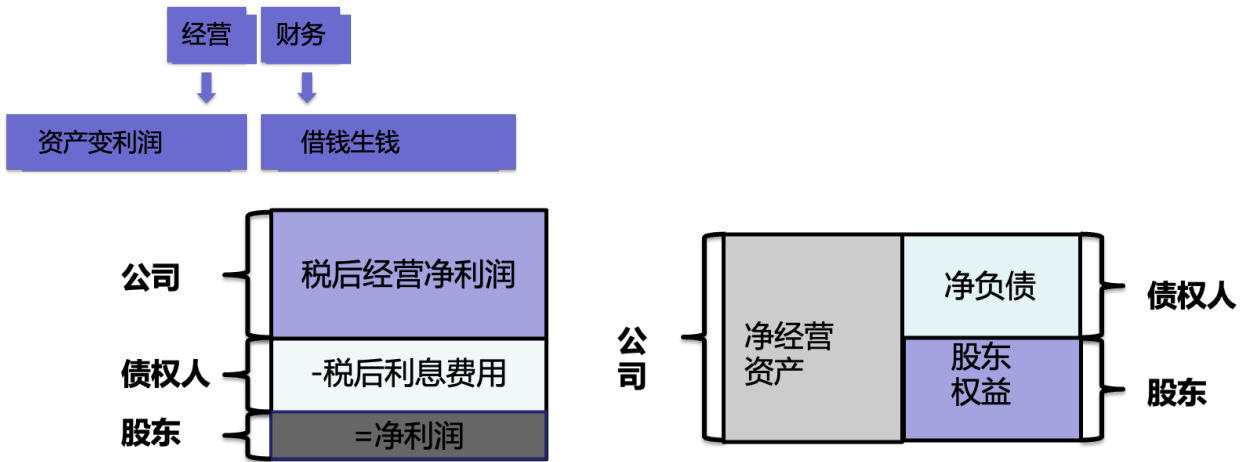 经营
财务
资产变利润
借钱生钱
公司
税后经营净利润
债权人
-税后利息费用
股东
=净利润
公
司
净经营
资产
净负债
债权人
股东
权益
股东